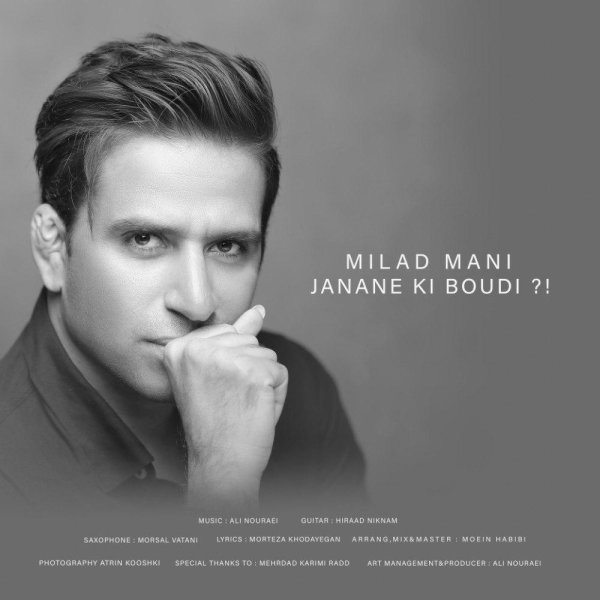 MILAD MANI
JANANE KI BOUDI ?!
MUSIC : ALI NOURAEI GUITAR : HIRAAD NIKNAM
SAXOPHONE : MORSAL VATANI LYRICS : MORTEZA KHODAYEGAN ARRANG,MIX&MASTER : MOEIN HABIBI
PHOTOGRAPHY ATRIN KOOSHKI SPECIAL THANKS TO : MEHRDAD KARIMI RADD ART MANAGEMENT&PRODUCER : ALI NOURAEI